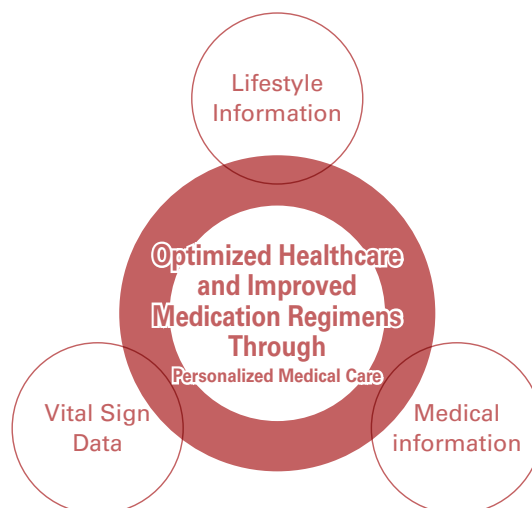 Lifestyle
Information
Optimized Healthcare
and Improved
Medication Regimens
Through
Personalized Medical Care
Vital Sign
Data
Medical
information